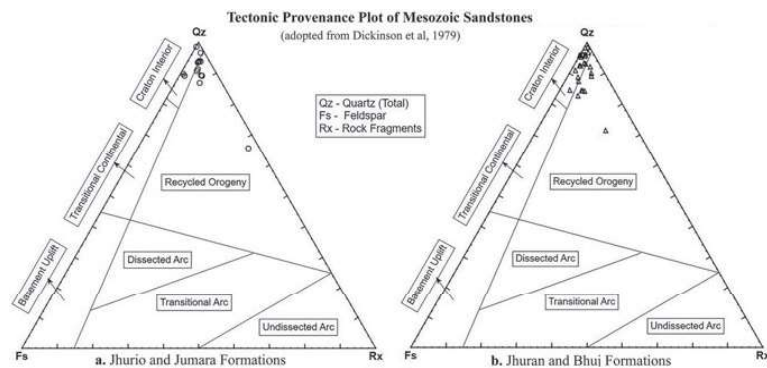 Tectonic Provenance Plot of Mesozoic Sandstones
(adopted from Dickinson et al, 1979)
Qz
Craton Interior
Transitional Continental
Basement Uplift
Recycled Orogeny
Dissected Arc
Transitional Arc
Undissected Arc
Fs
Rx
a. Jhurio and Jumara Formations
Qz - Quartz (Total)
Fs - Feldspar
Rx - Rock Fragments
Qz
Craton Interior
Transitional Continental
Basement Uplift
Recycled Orogeny
Dissected Arc
Transitional Arc
Undissected Arc
Fs
Rx
b. Jhuran and Bhuj Formations